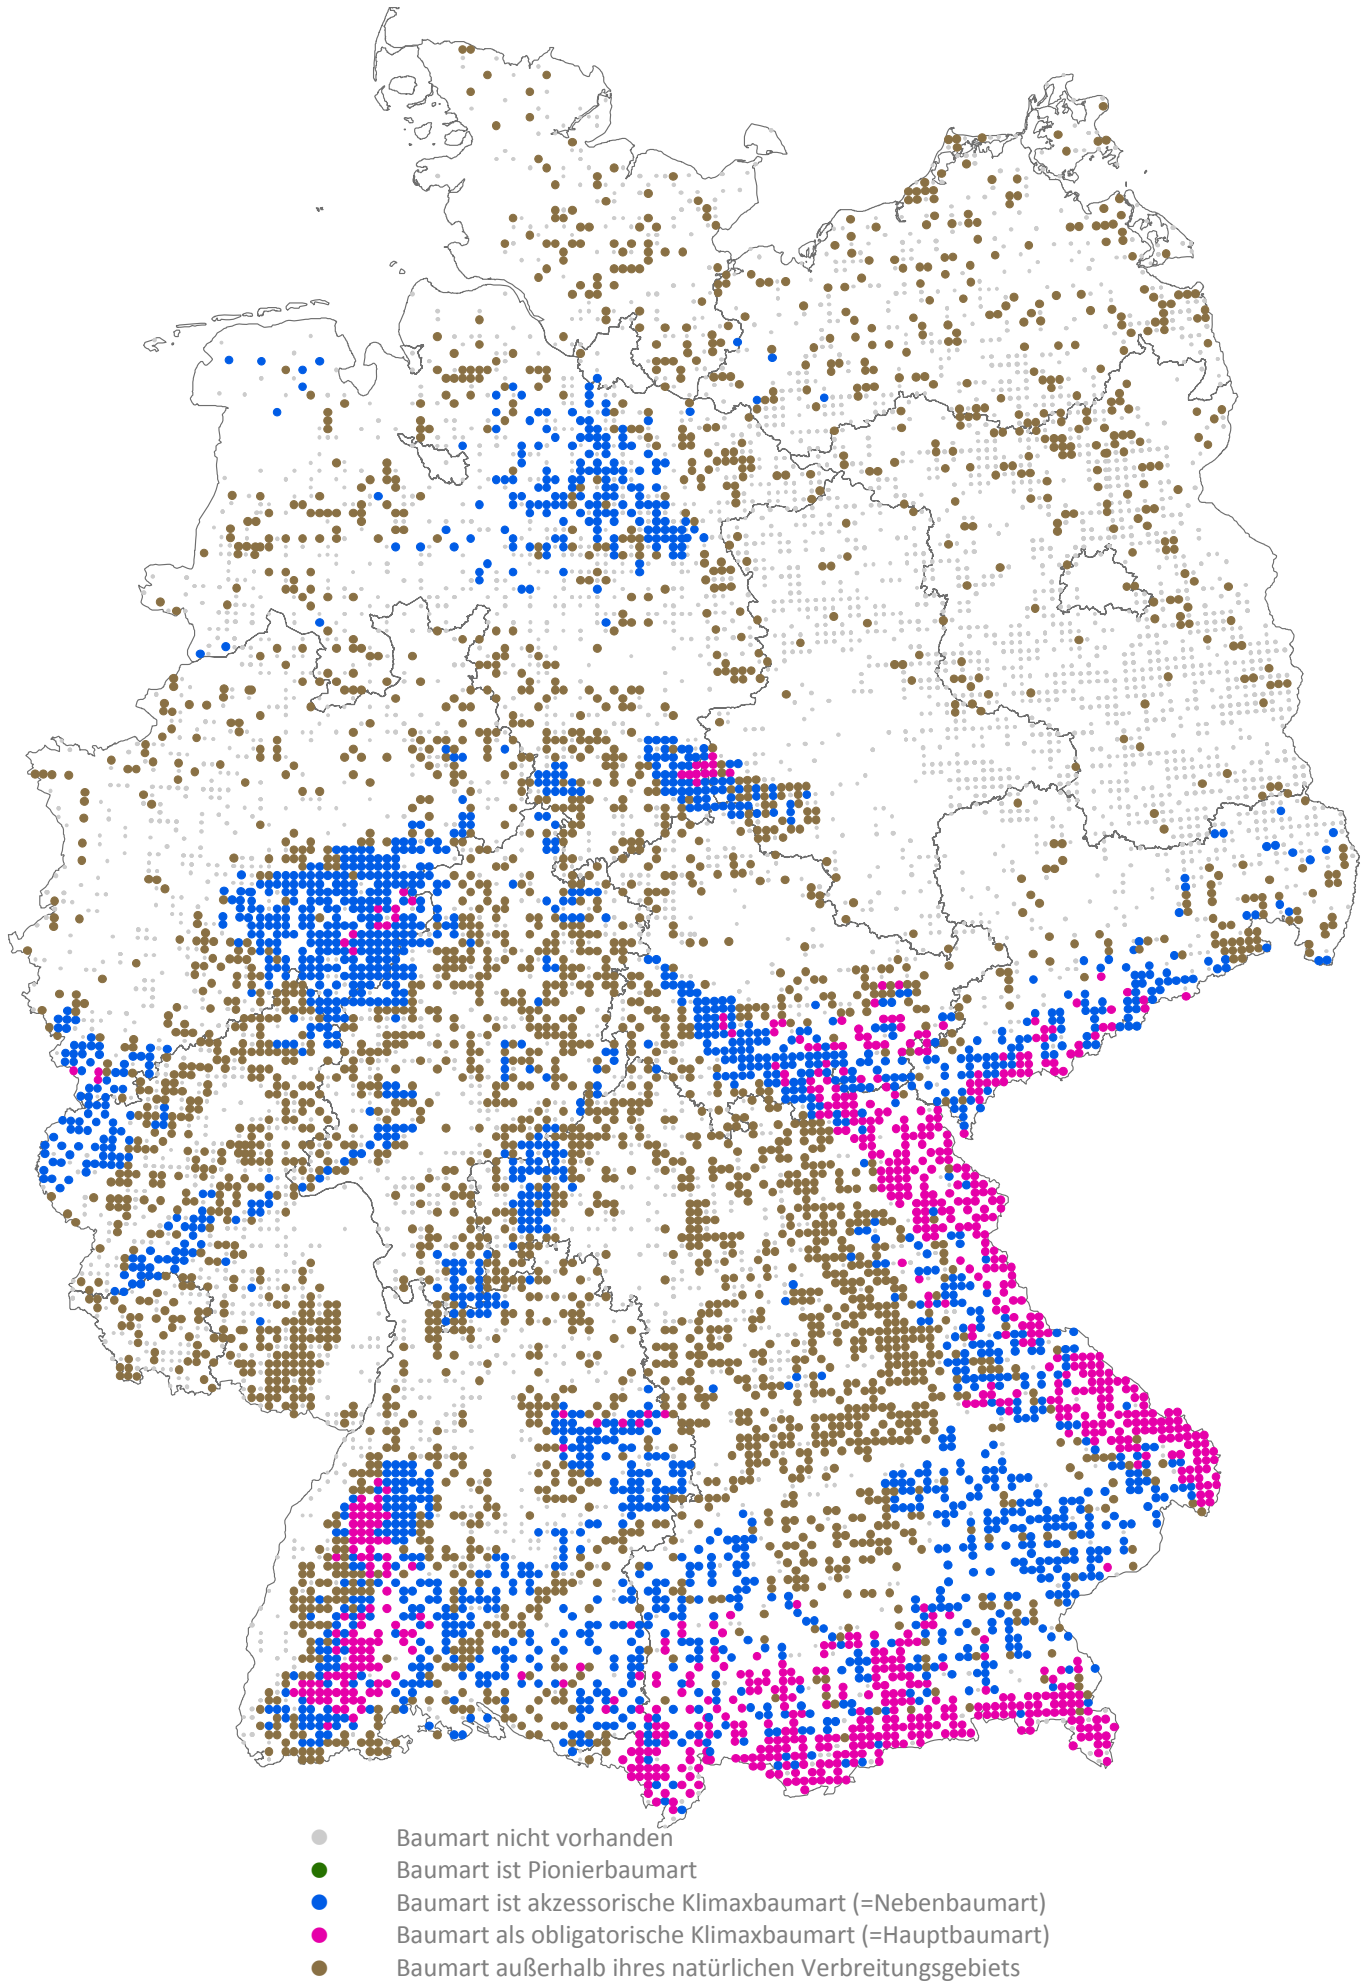 Baumart nicht vorhanden
Baumart ist Pionierbaumart
Baumart ist akzessorische Klimaxbaumart (=Nebenbaumart)
Baumart als obligatorische Klimaxbaumart (=Hauptbaumart)
Baumart außerhalb ihres natürlichen Verbreitungsgebiets